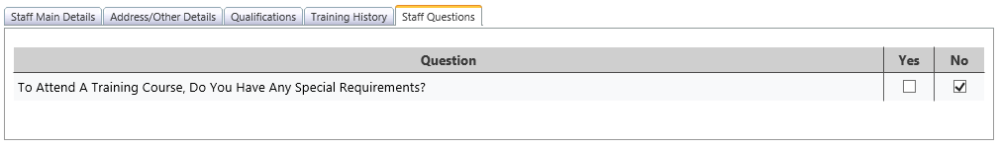 Staff Main Details Address/Other Details Qualifications Training History Staff Questions
Question Yes No
To Attend A Training Course, Do You Have Any Special Requirements?